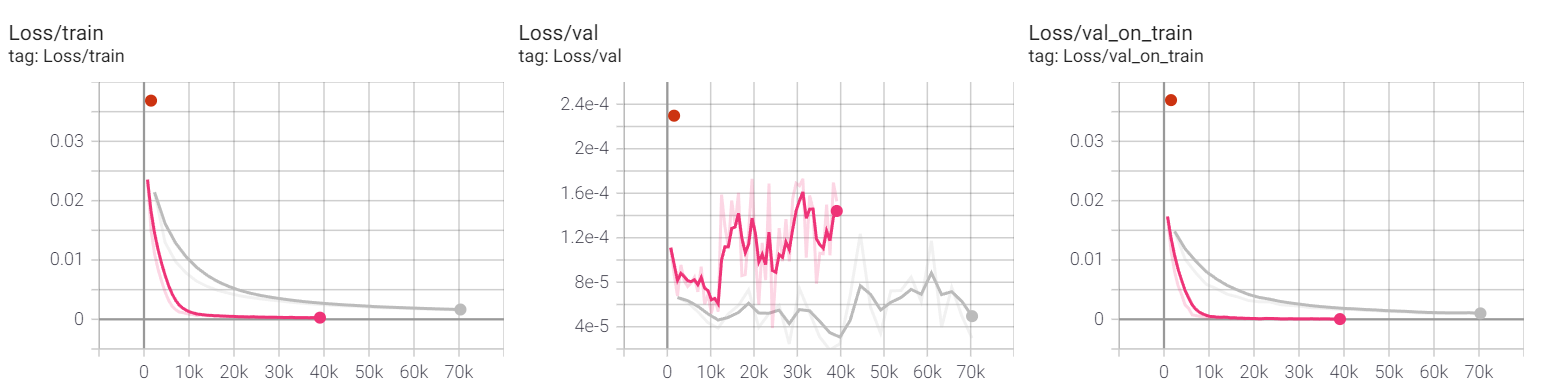 Loss/train
tag: Loss/train
0.03
0.02
0.01
0
0 10k 20k 30k 40k 50k 60k 70k
Loss/val
tag: Loss/val
2.4e-4
2e-4
1.6e-4
1.2e-4
8e-5
4e-5
0 10k 20k 30k 40k 50k 60k 70k
Loss/val_on_train
tag: Loss/val_on_train
0.03
0.02
0.01
0
0 10k 20k 30k 40k 50k 60k 70k